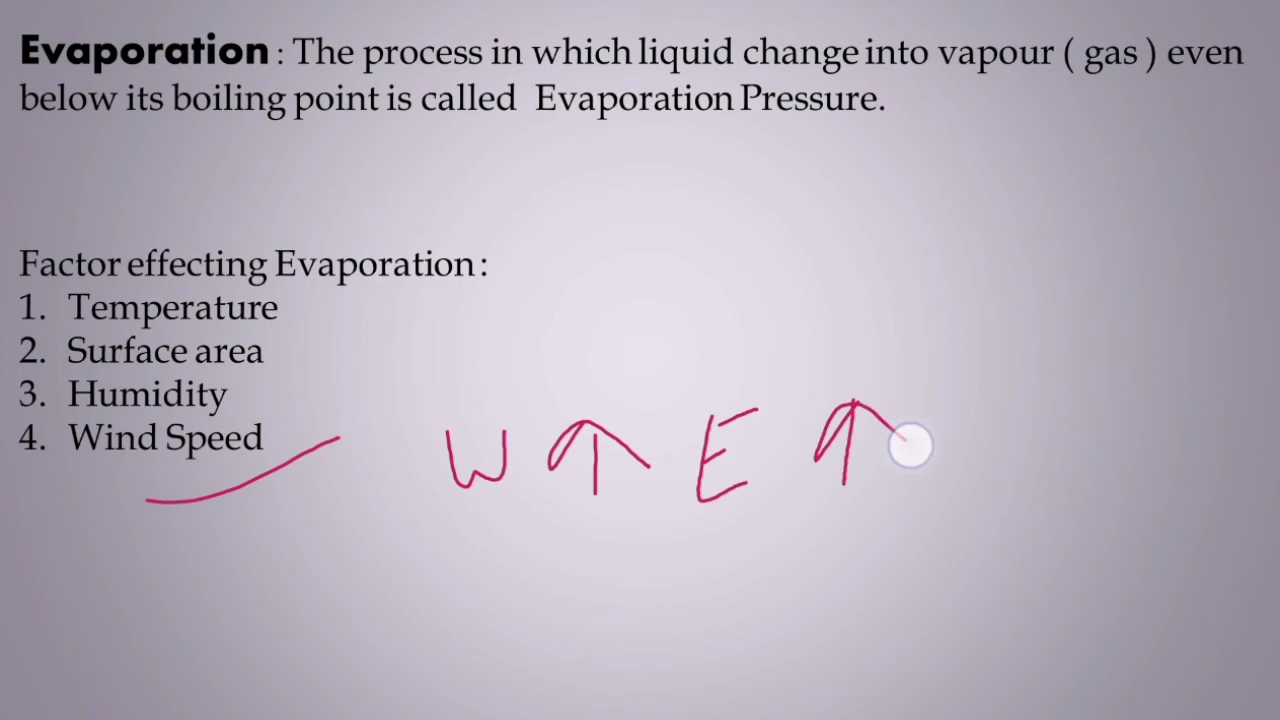 Evaporation : The process in which liquid change into vapour ( gas ) even
below its boiling point is called Evaporation Pressure.
Factor effecting Evaporation :
1. Temperature
2. Surface area
3. Humidity
4. Wind Speed
W ↑ E ↑